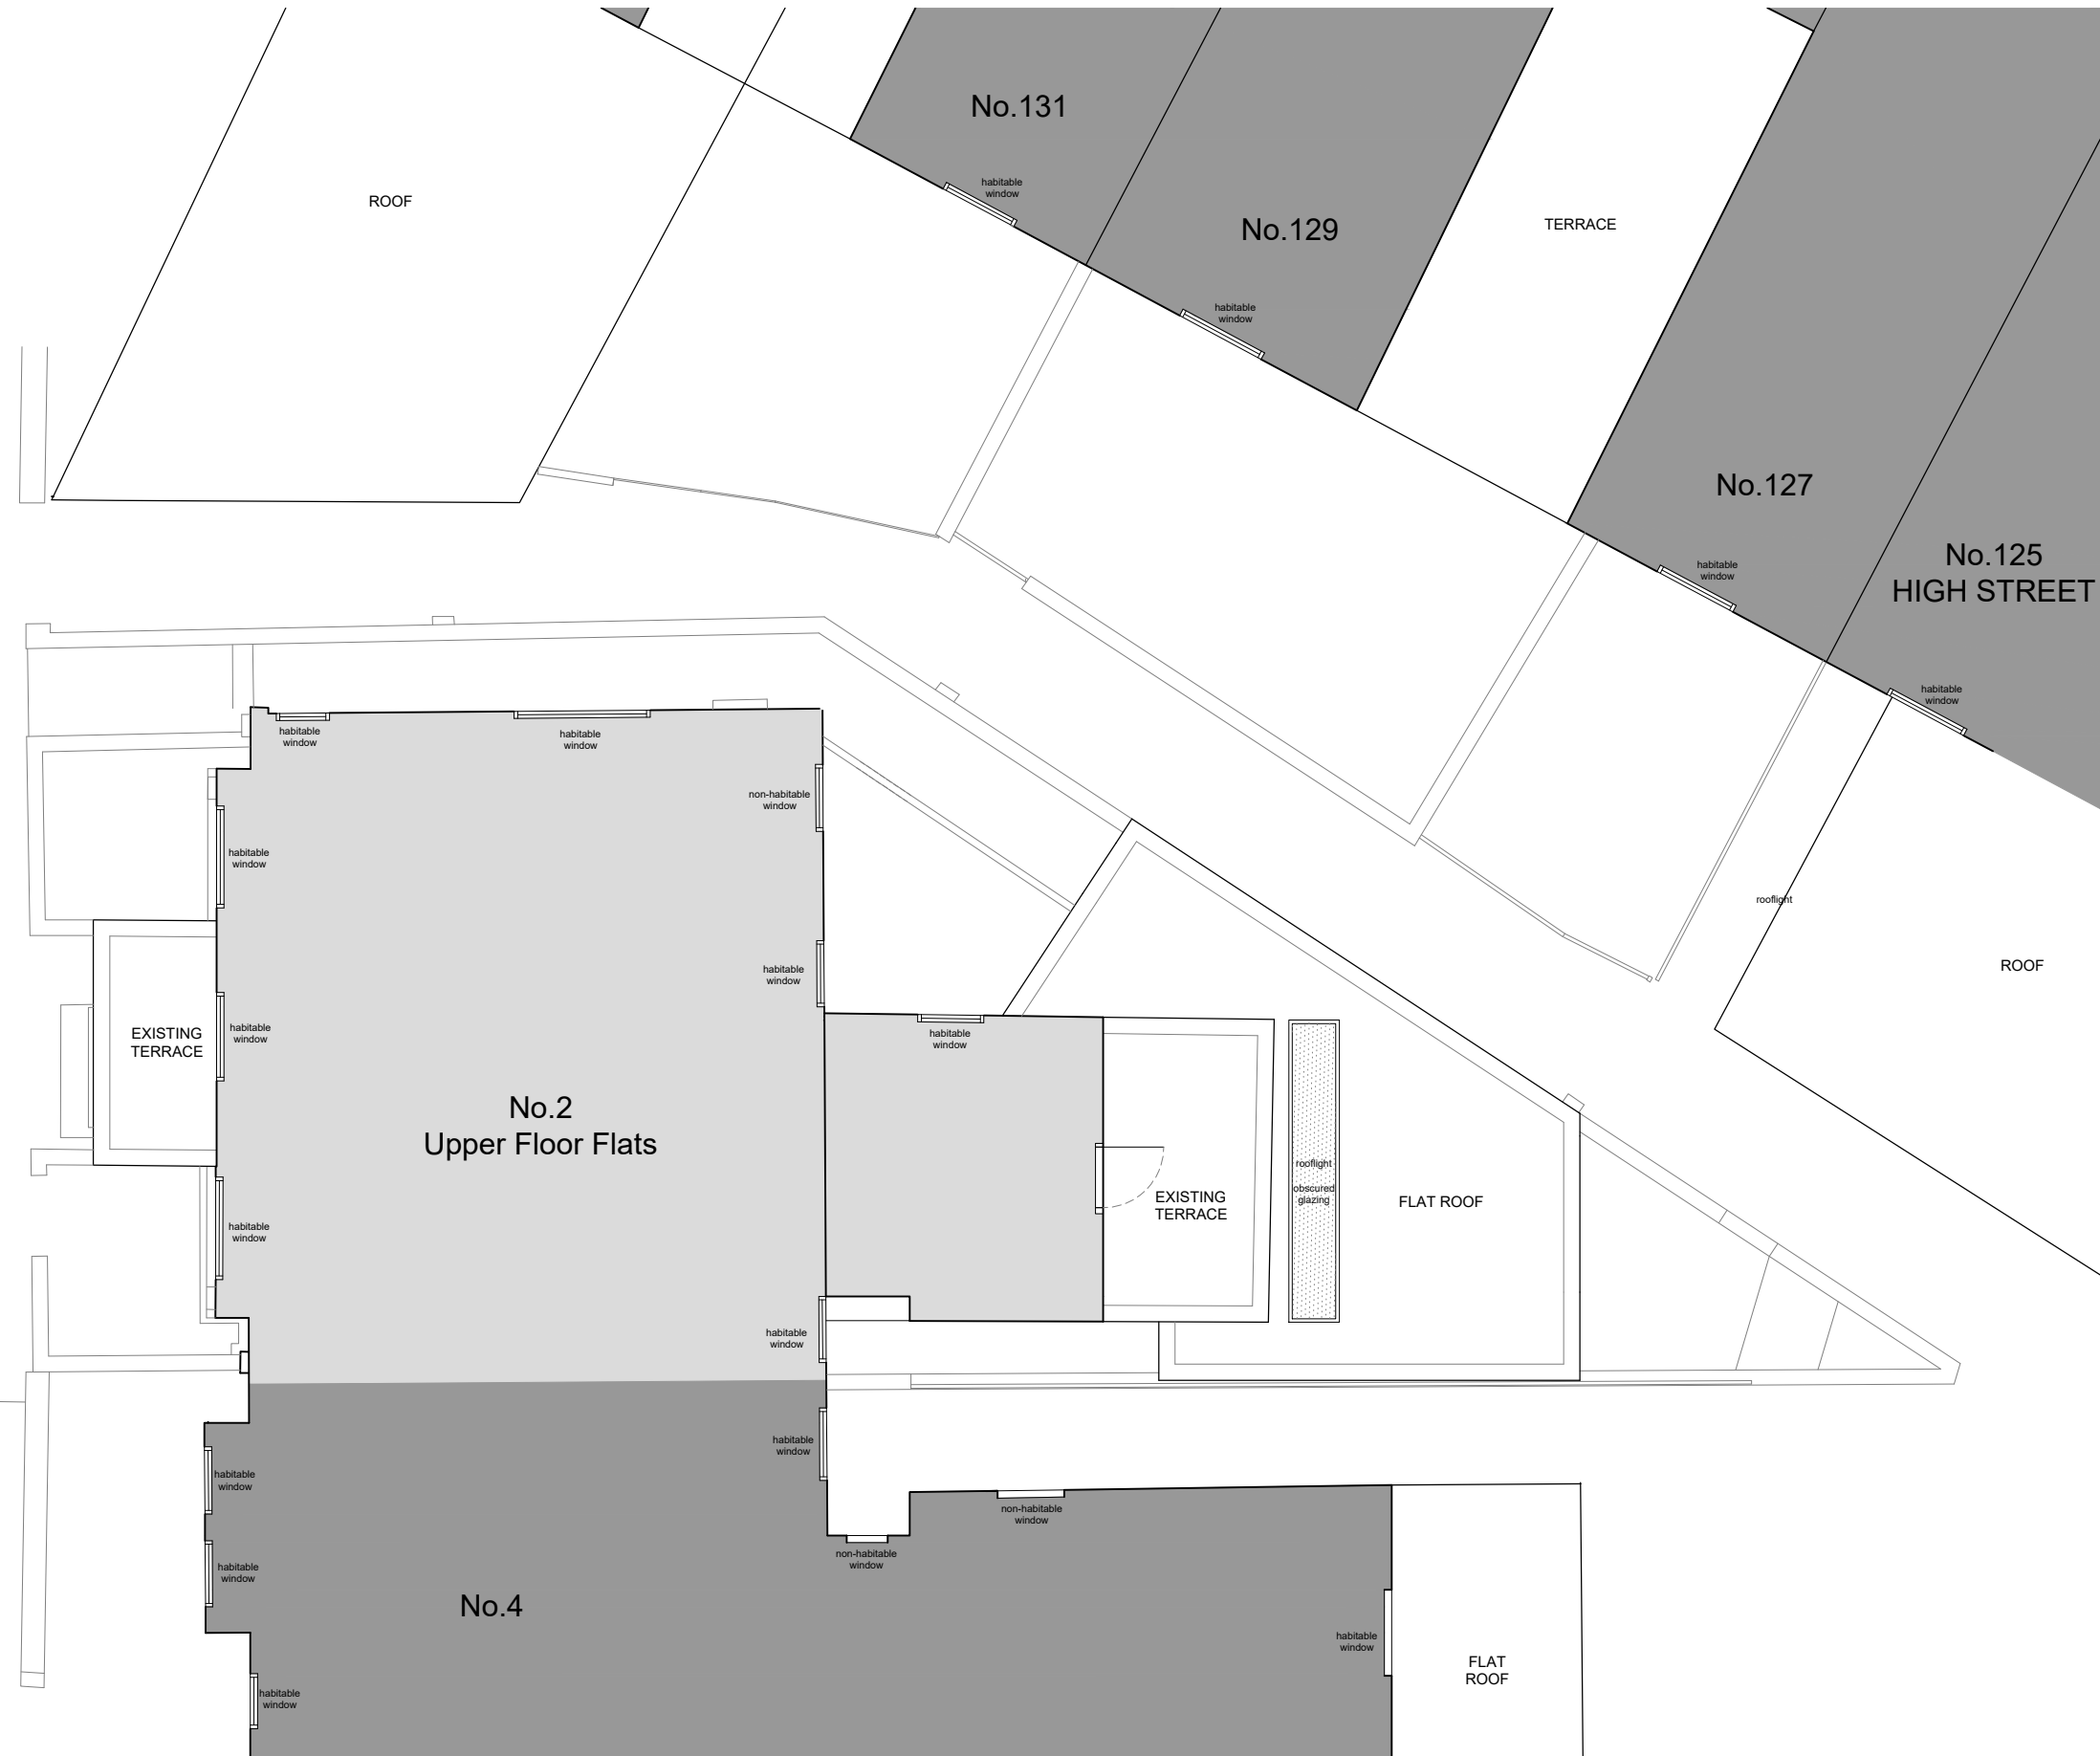 No.131
habitable
window
ROOF
No.129
TERRACE
habitable
window
No.127
No.125
HIGH STREET
habitable
window
habitable
window
habitable
window
habitable
window
non-habitable
window
habitable
window
rooflight
ROOF
habitable
window
EXISTING
TERRACE
habitable
window
habitable
window
No.2
Upper Floor Flats
rooflight
obscured
glazing
EXISTING
TERRACE
FLAT ROOF
habitable
window
habitable
window
habitable
window
habitable
window
non-habitable
window
non-habitable
window
habitable
window
No.4
habitable
window
FLAT
ROOF
habitable
window